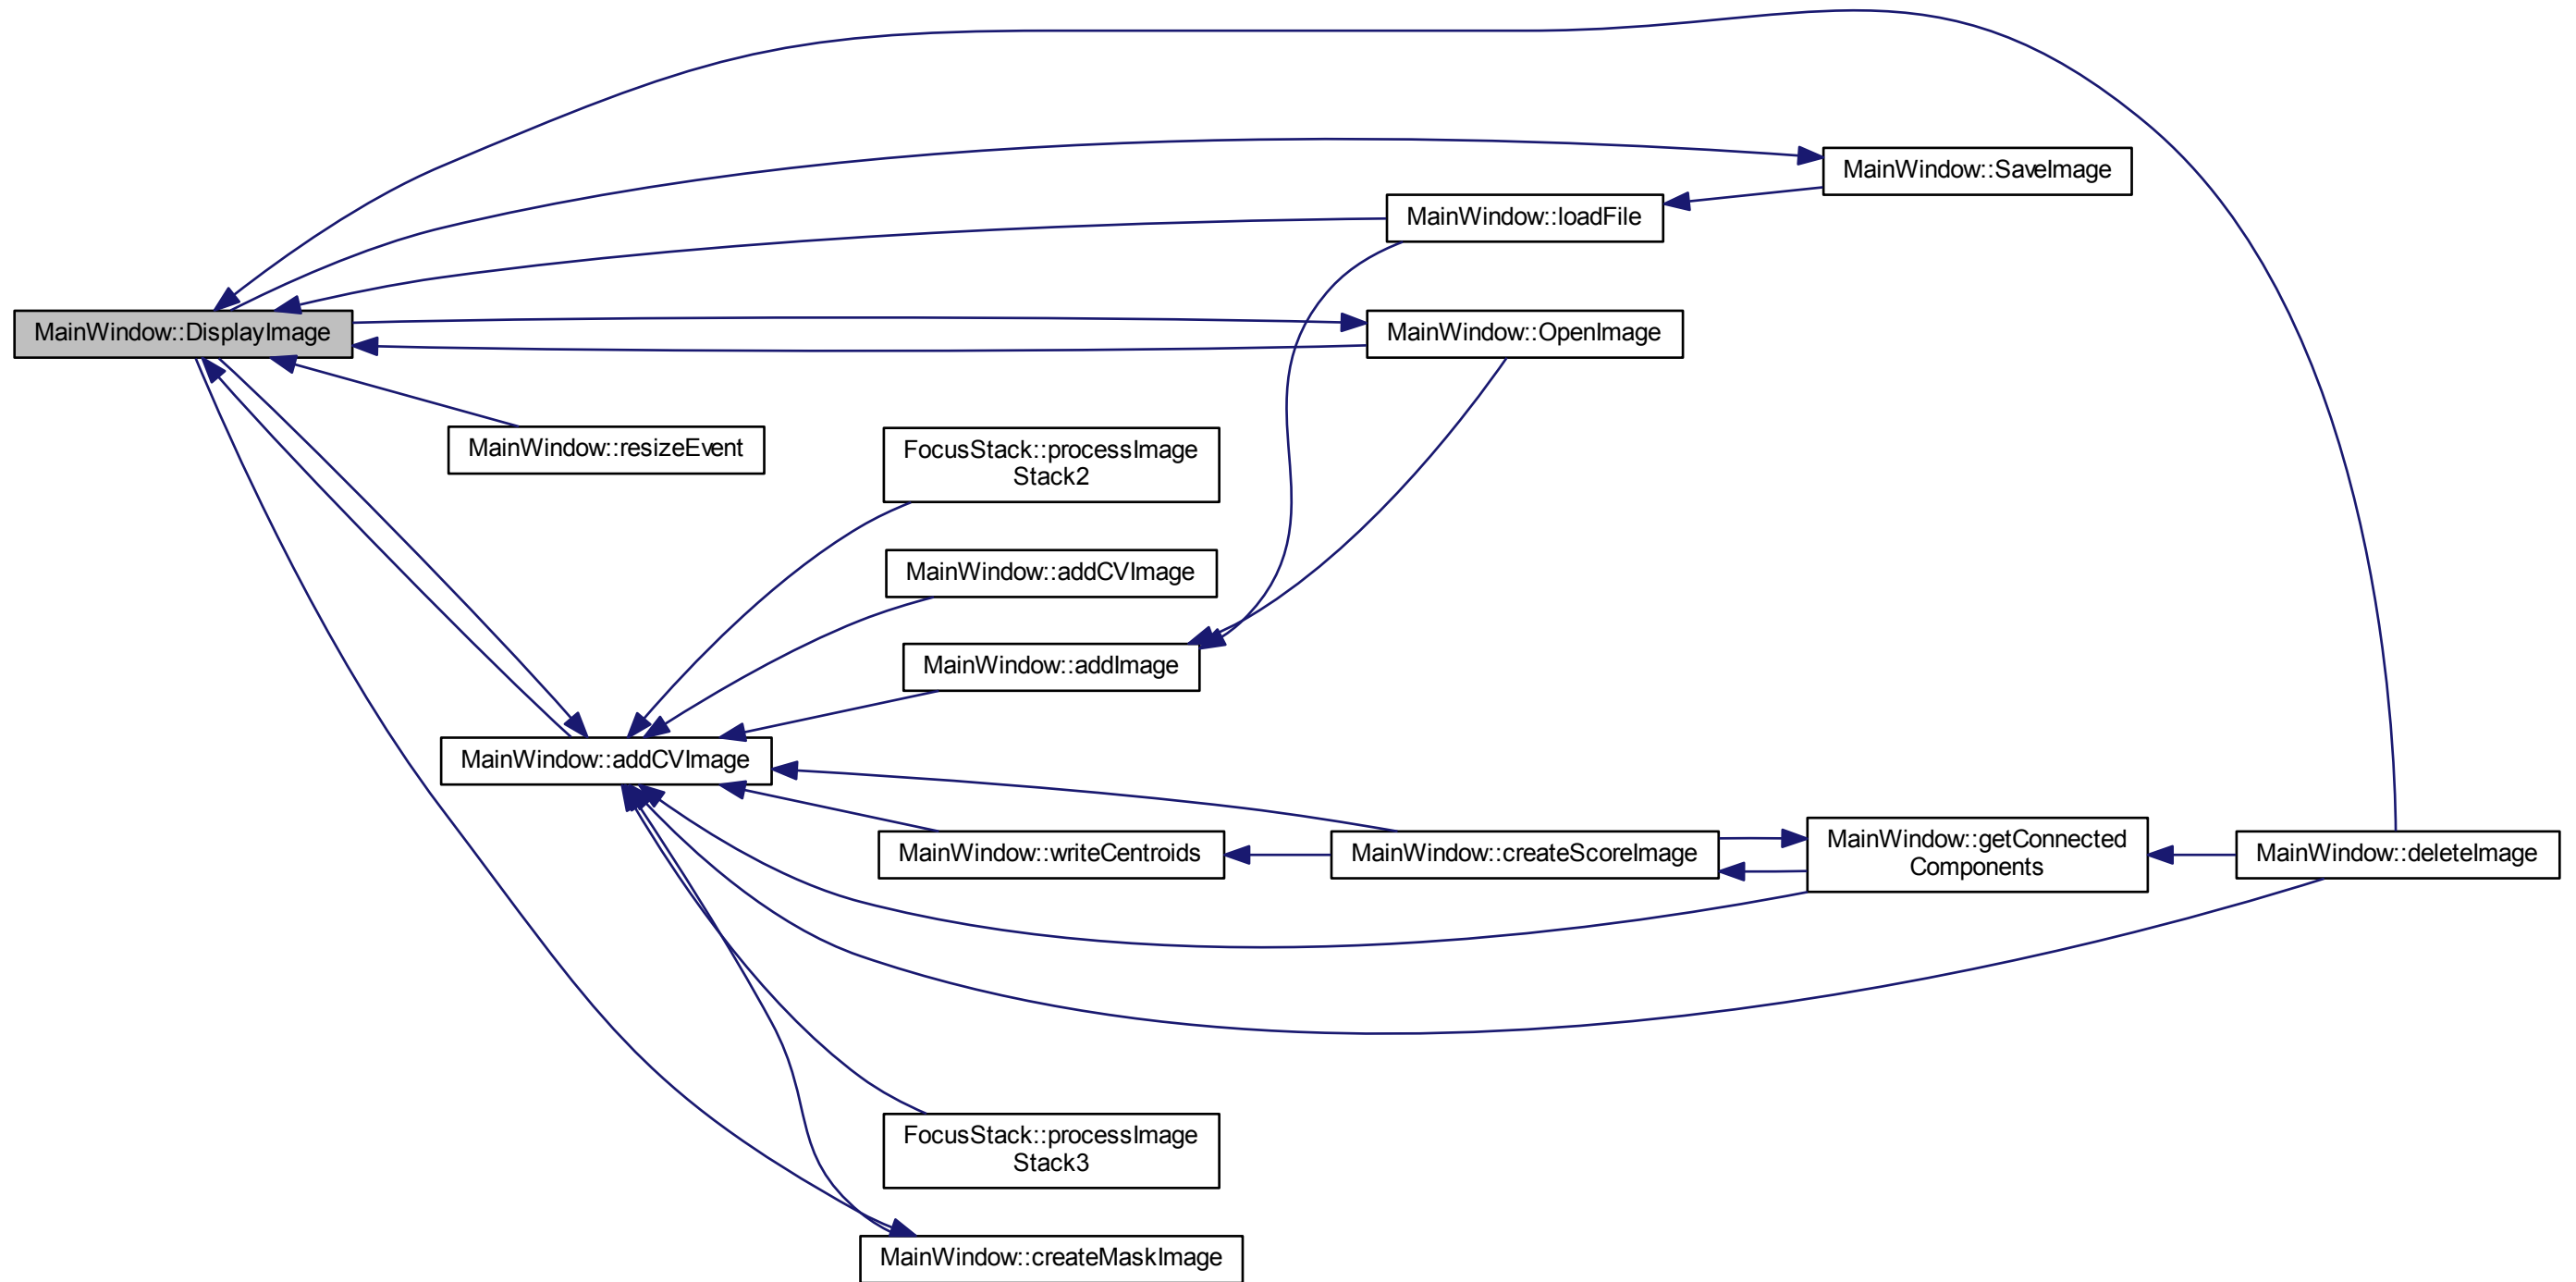 MainWindow::SaveImage
MainWindow::loadFile
MainWindow::DisplayImage
MainWindow::OpenImage
MainWindow::resizeEvent
FocusStack::processImage
Stack2
MainWindow::addCVImage
MainWindow::addImage
MainWindow::addCVImage
MainWindow::writeCentroids
MainWindow::createScoreImage
MainWindow::getConnected
Components
MainWindow::deleteImage
FocusStack::processImage
Stack3
MainWindow::createMaskImage